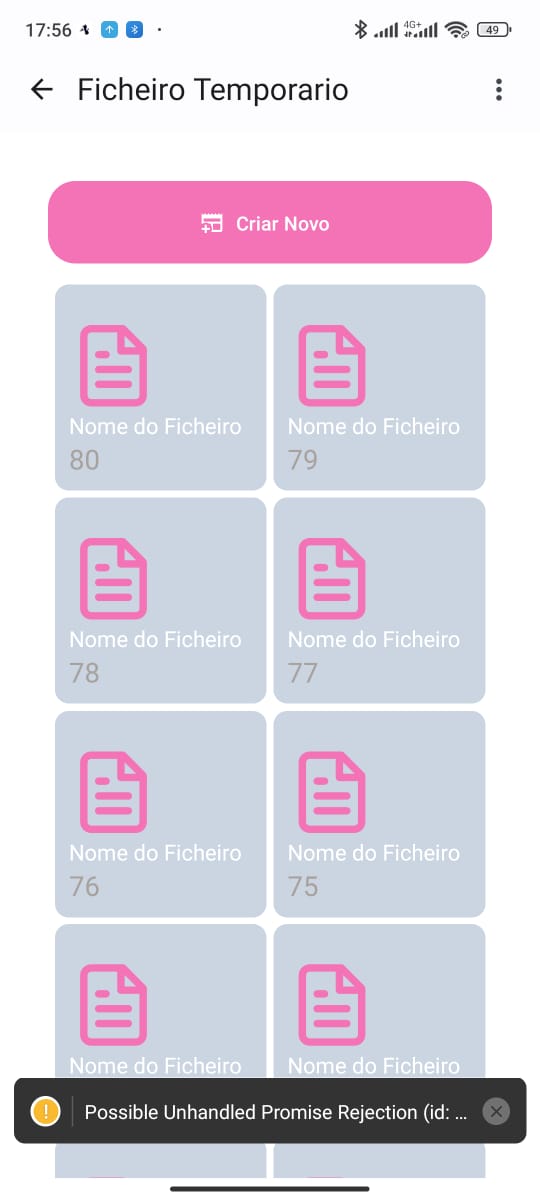 17:56 4G+ 49
Ficheiro Temporario
Criar Novo
Nome do Ficheiro Nome do Ficheiro
80 79
Nome do Ficheiro Nome do Ficheiro
78 77
Nome do Ficheiro Nome do Ficheiro
76 75
Nome do Ficheiro Nome do Ficheiro
! Possible Unhandled Promise Rejection (id: ...